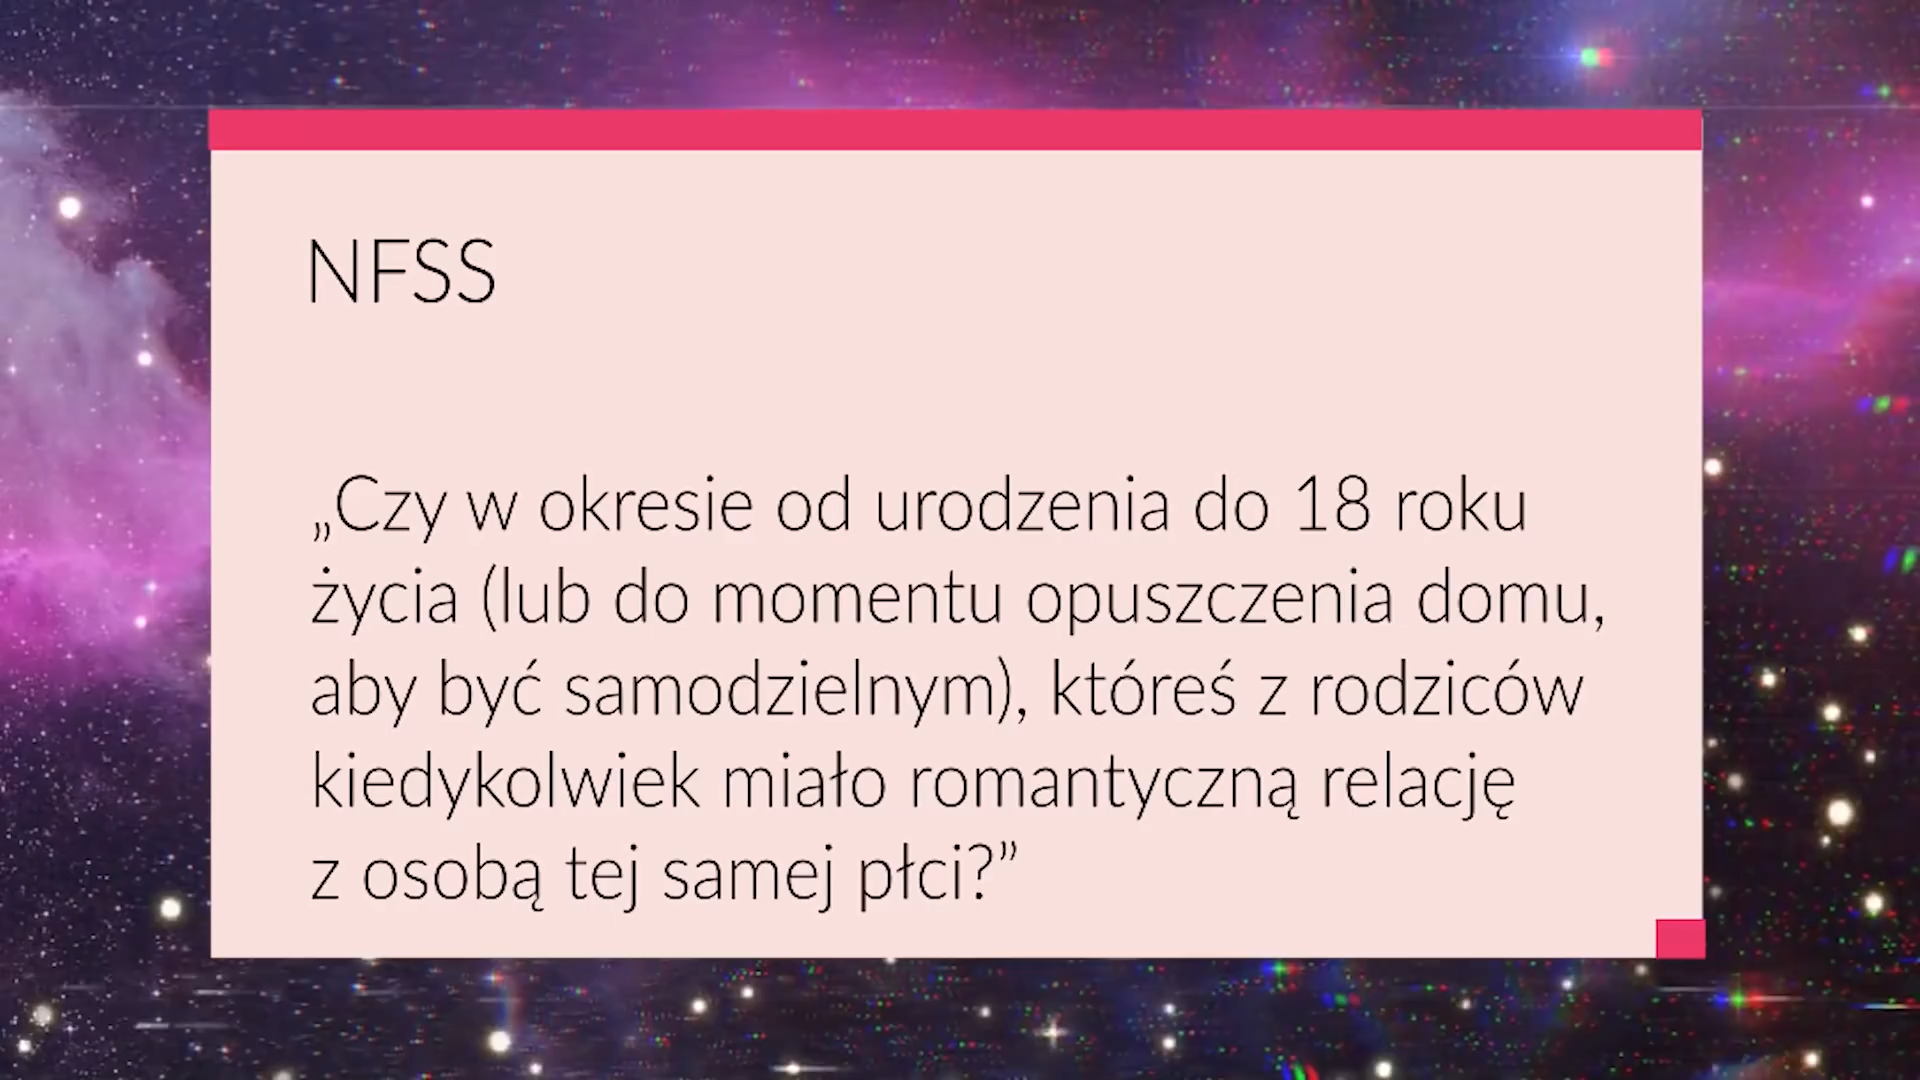 NFSS
„Czy w okresie od urodzenia do 18 roku
życia (lub do momentu opuszczenia domu,
aby być samodzielnym), któreś z rodziców
kiedykolwiek miało romantyczną relację
z osobą tej samej płci?”